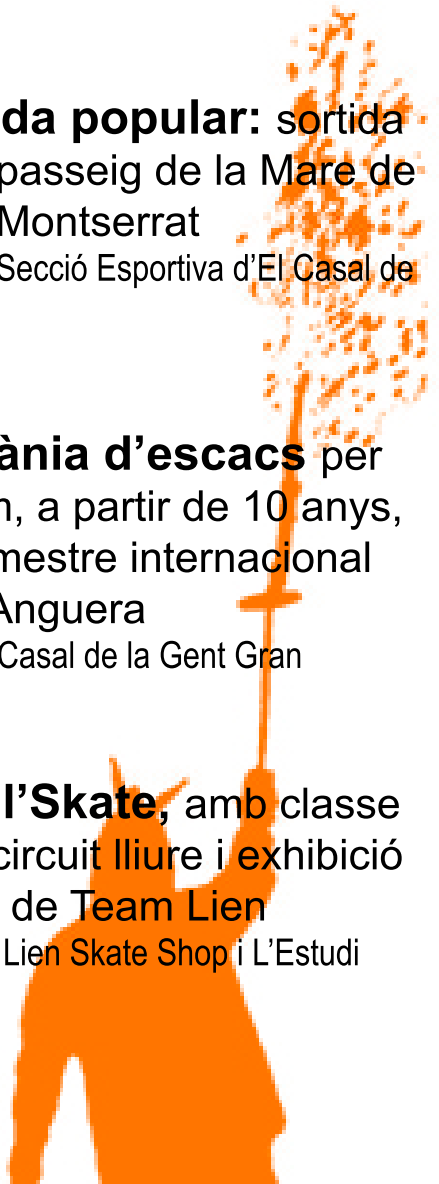 da popular: sortida
passeig de la Mare de
Montserrat
Secció Esportiva d’El Casal de
ània d’escacs per
n, a partir de 10 anys,
mestre internacional
Anguera
Casal de la Gent Gran
l’Skate, amb classe
circuit lliure i exhibició
de Team Lien
Lien Skate Shop i L’Estudi